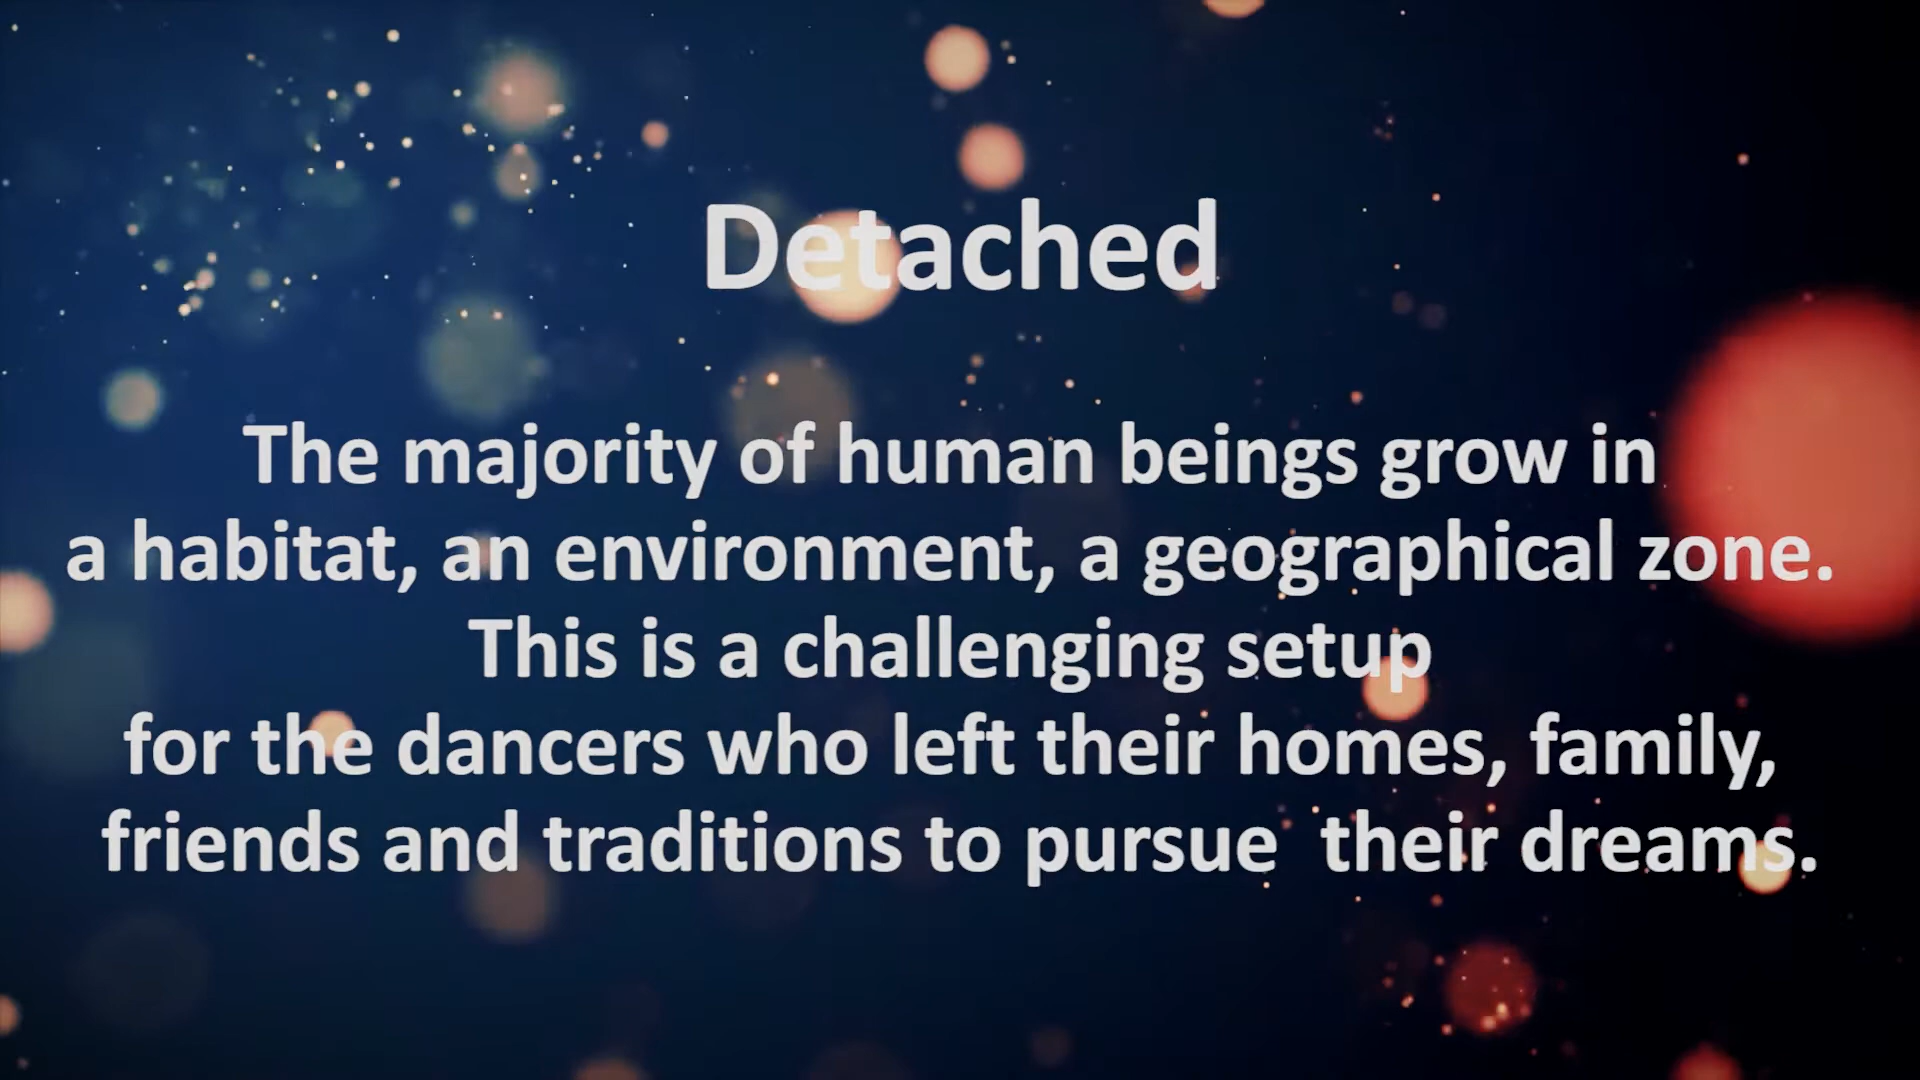 Detached
The majority of human beings grow in
a habitat, an environment, a geographical zone.
This is a challenging setup
for the dancers who left their homes, family,
friends and traditions to pursue  their dreams.